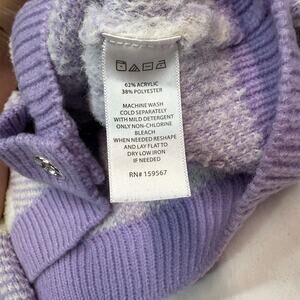 62% ACRYLIC
38% POLYESTER
MACHINE WASH
COLD SEPARATELY
WITH MILD DETERGENT
ONLY NON-CHLORINE
BLEACH
WHEN NEEDED RESHAPE
AND LAY FLAT TO
DRY LOW IRON
IF NEEDED
RN# 159567